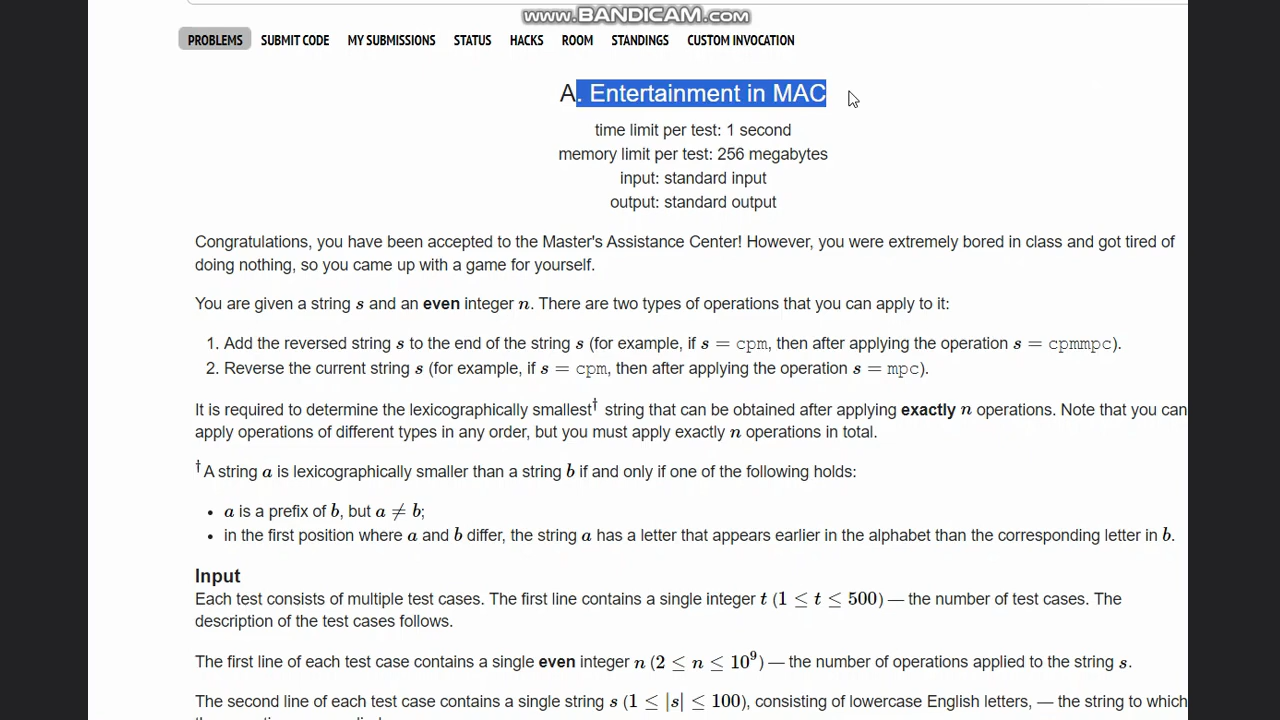 www.BANDICAM.com
PROBLEMS SUBMIT CODE MY SUBMISSIONS STATUS HACKS ROOM STANDINGS CUSTOM INVOCATION
A. Entertainment in MAC
time limit per test: 1 second
memory limit per test: 256 megabytes
input: standard input
output: standard output
Congratulations, you have been accepted to the Master's Assistance Center! However, you were extremely bored in class and got tired of
doing nothing, so you came up with a game for yourself.
You are given a string s and an even integer n. There are two types of operations that you can apply to it:
1. Add the reversed string s to the end of the string s (for example, if s = cpm, then after applying the operation s = cpmmpc).
2. Reverse the current string s (for example, if s = cpm, then after applying the operation s = mpc).
It is required to determine the lexicographically smallest† string that can be obtained after applying exactly n operations. Note that you can
apply operations of different types in any order, but you must apply exactly n operations in total.
†A string a is lexicographically smaller than a string b if and only if one of the following holds:
• a is a prefix of b, but a ≠ b;
• in the first position where a and b differ, the string a has a letter that appears earlier in the alphabet than the corresponding letter in b.
Input
Each test consists of multiple test cases. The first line contains a single integer t (1 ≤ t ≤ 500) — the number of test cases. The
description of the test cases follows.
The first line of each test case contains a single even integer n (2 ≤ n ≤ 10⁹) — the number of operations applied to the string s.
The second line of each test case contains a single string s (1 ≤ |s| ≤ 100), consisting of lowercase English letters, — the string to which